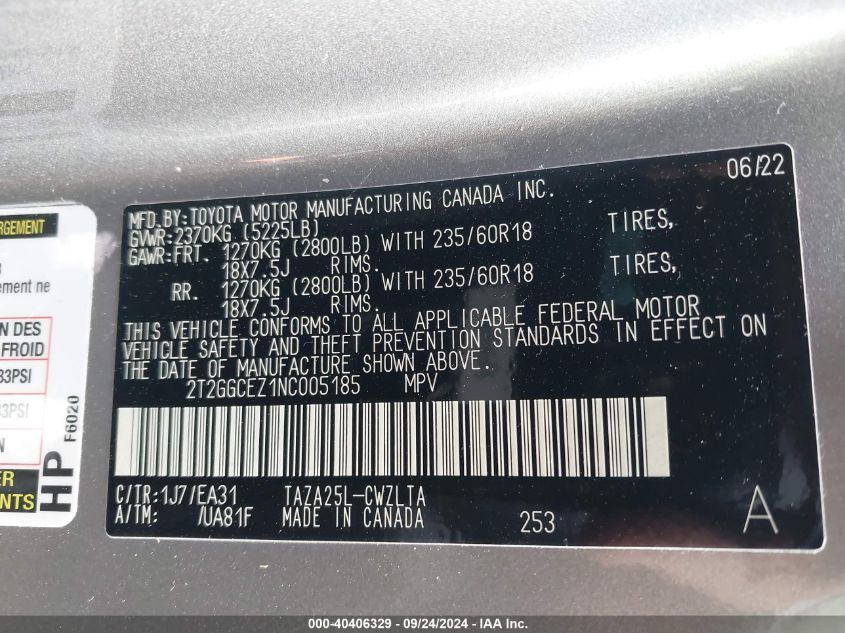 06/22
MFD.BY:TOYOTA MOTOR MANUFACTURING CANADA INC.
GVWR:2370KG (5225LB)
GAWR:FRT. 1270KG (2800LB) WITH 235/60R18 TIRES,
18X7.5J RIMS.
RR. 1270KG (2800LB) WITH 235/60R18 TIRES,
18X7.5J RIMS.
THIS VEHICLE CONFORMS TO ALL APPLICABLE FEDERAL MOTOR
VEHICLE SAFETY AND THEFT PREVENTION STANDARDS IN EFFECT ON
THE DATE OF MANUFACTURE SHOWN ABOVE.
2T2GGCEZ1NC005185 MPV
C/TR:1J7/EA31 TAZA25L-CWZLTA
A/TM: /UA81F MADE IN CANADA 253 A
ement ne
N DES
FROID
33PSI
33PSI
HP F6020
000-40406329 - 09/24/2024 - IAA Inc.